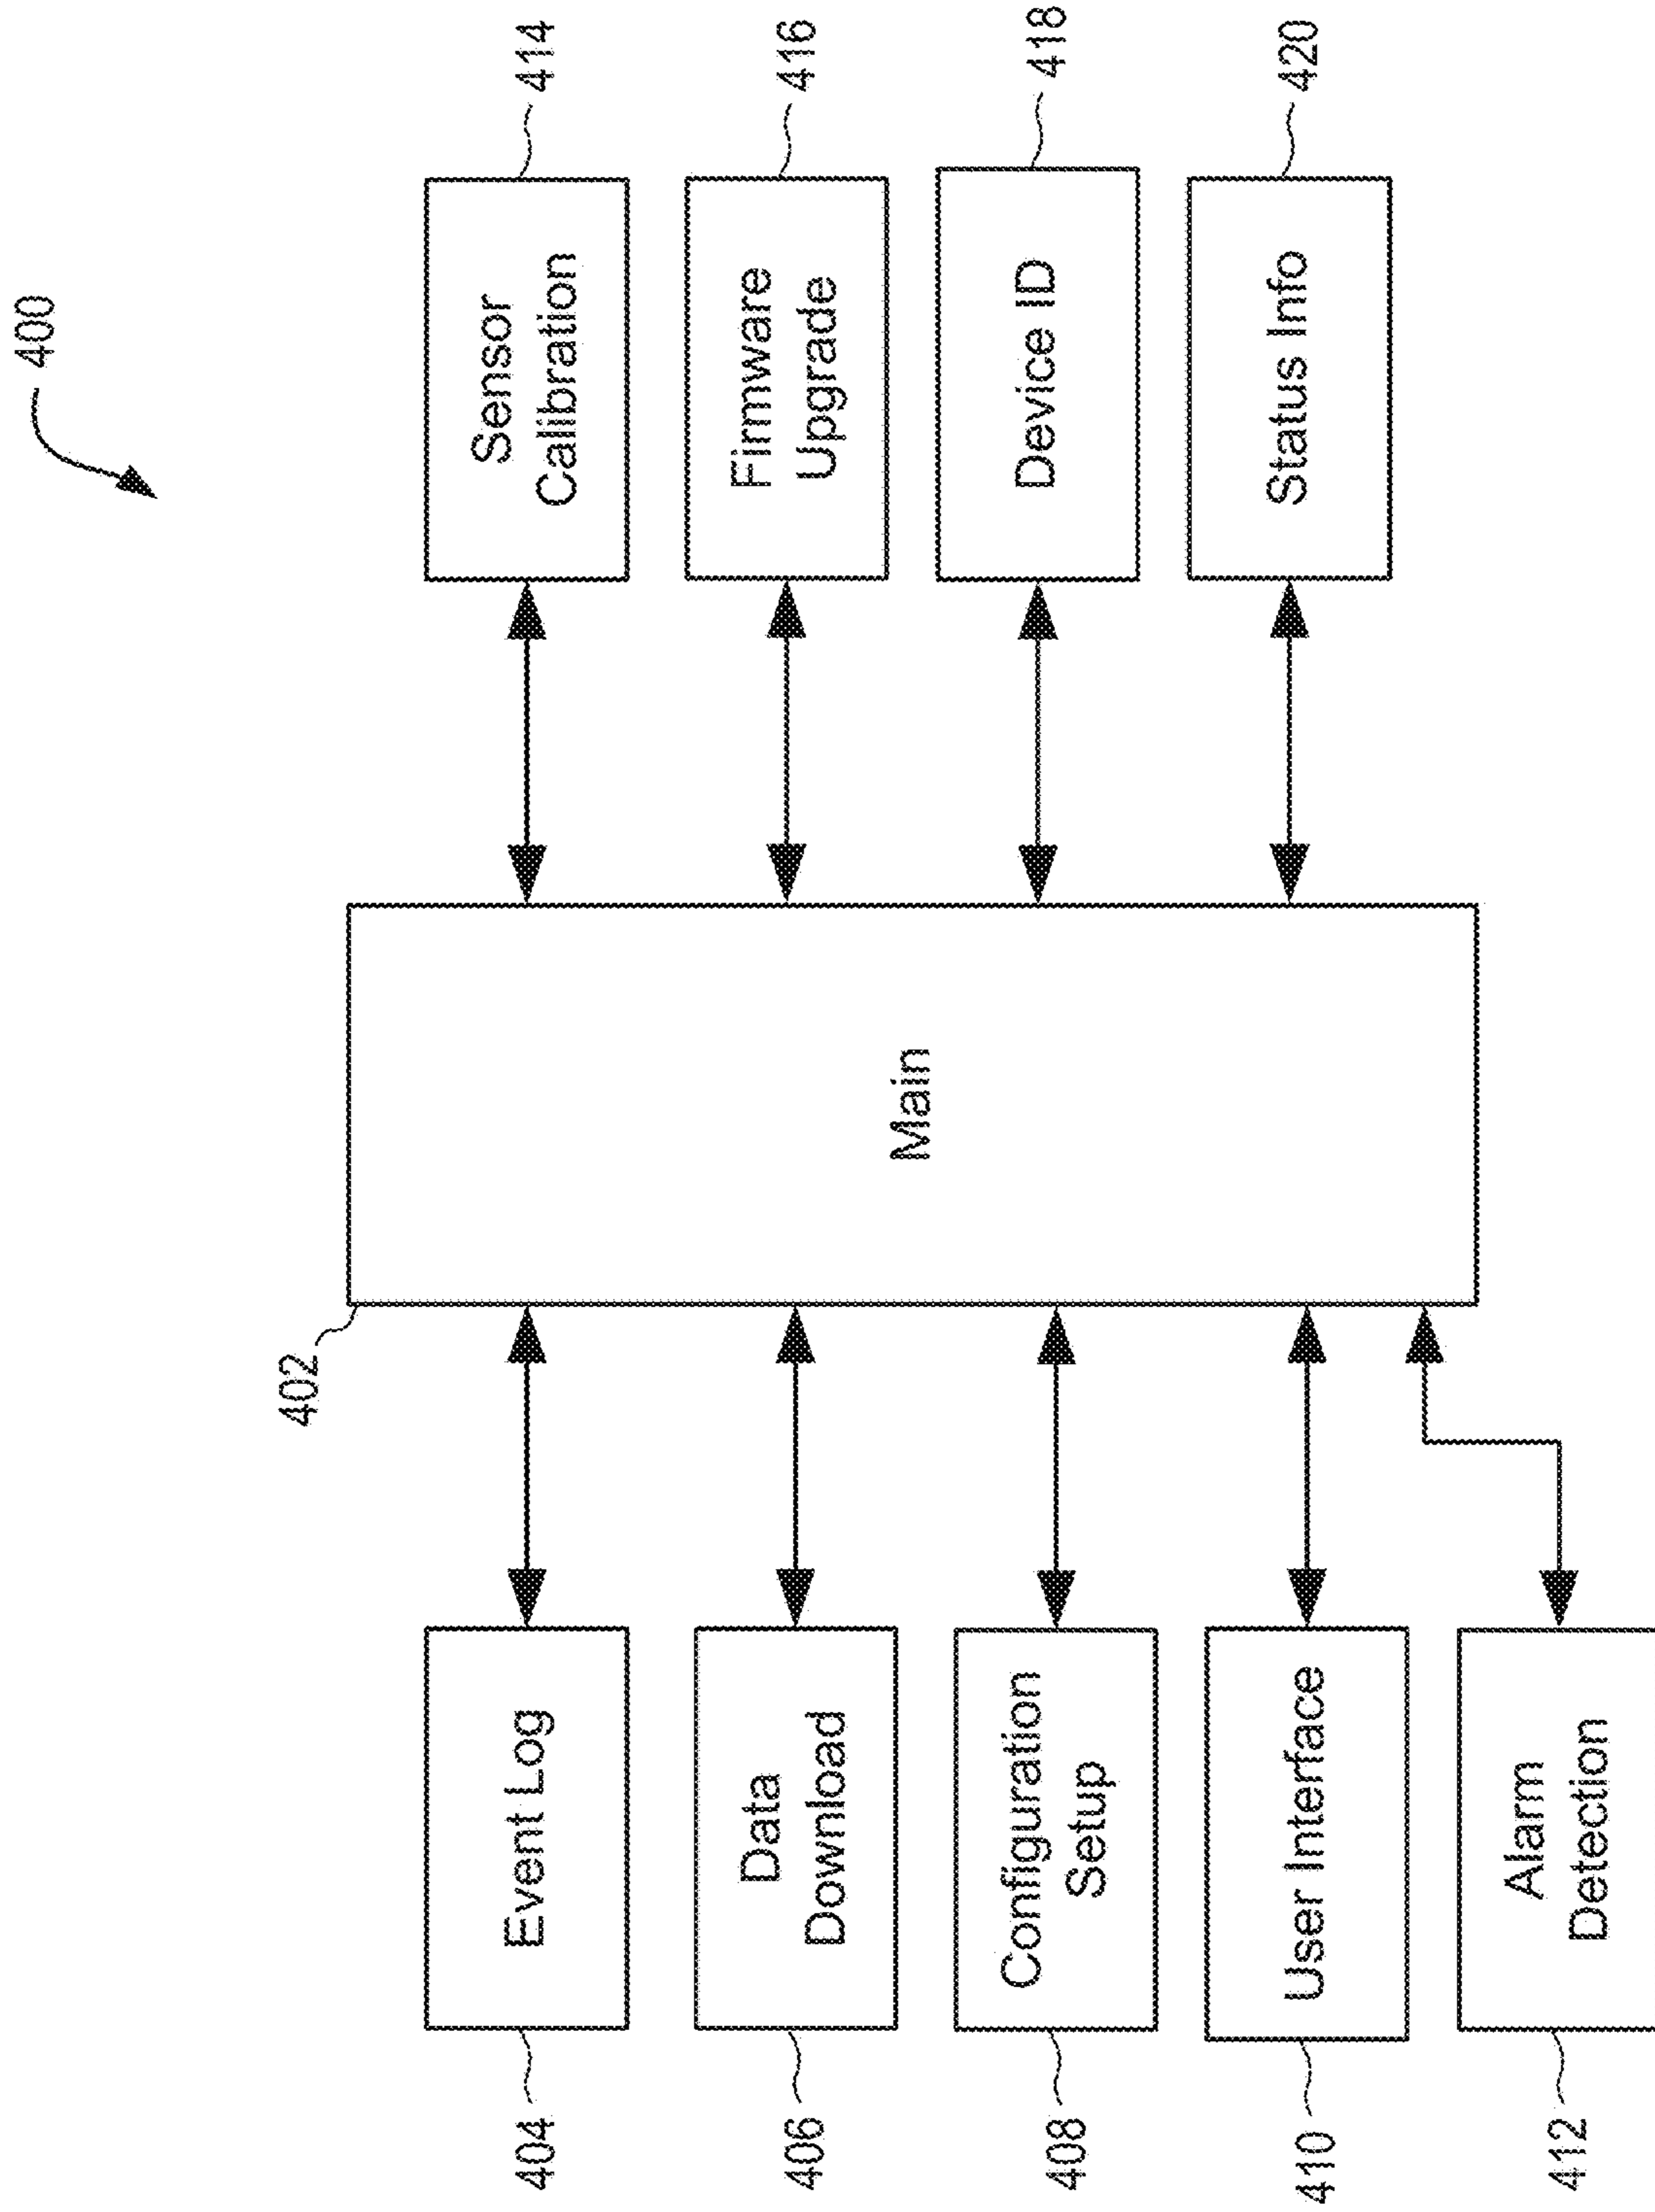 400
402
Main
404
Event Log
406
Data
Download
408
Configuration
Setup
410
User Interface
412
Alarm
Detection
Sensor
Calibration
414
Firmware
Upgrade
416
Device ID
418
Status Info
420